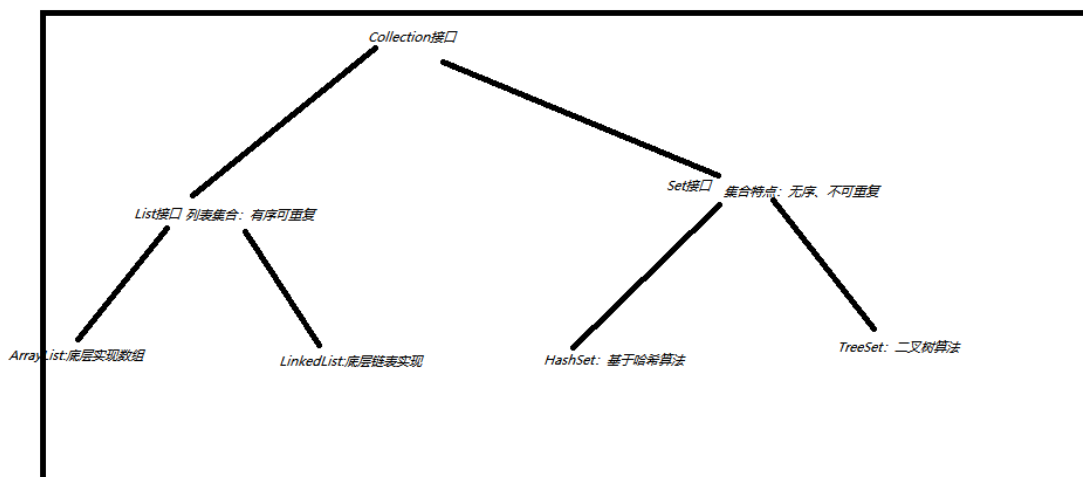 Collection接口
Set接口 集合特点：无序、不可重复
List接口 列表集合：有序可重复
ArrayList:底层实现数组
LinkedList:底层链表实现
HashSet：基于哈希算法
TreeSet：二叉树算法